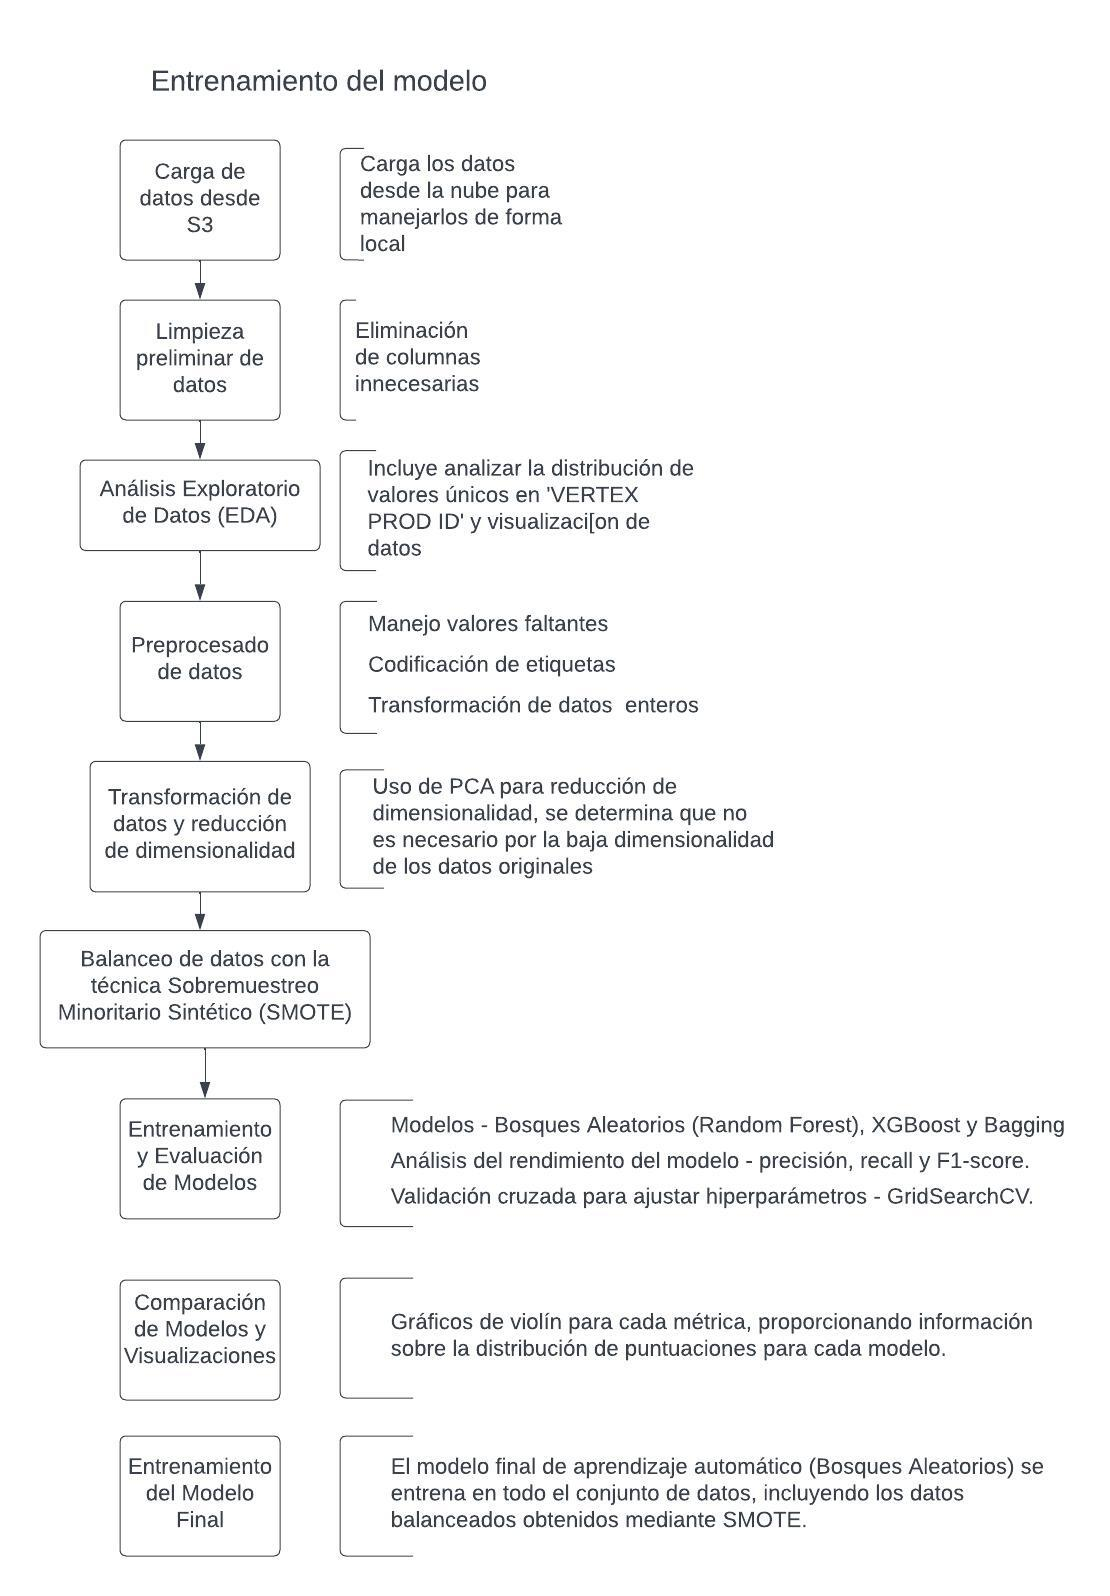 Entrenamiento del modelo
Carga de
datos desde
S3
Carga los datos
desde la nube para
manejarlos de forma
local
Limpieza
preliminar de
datos
Eliminación
de columnas
innecesarias
Análisis Exploratorio
de Datos (EDA)
Incluye analizar la distribución de
valores únicos en 'VERTEX
PROD ID' y visualizaci[on de
datos
Preprocesado
de datos
Manejo valores faltantes
Codificación de etiquetas
Transformación de datos  enteros
Transformación de
datos y reducción
de dimensionalidad
Uso de PCA para reducción de
dimensionalidad, se determina que no
es necesario por la baja dimensionalidad
de los datos originales
Balanceo de datos con la
técnica Sobremuestreo
Minoritario Sintético (SMOTE)
Entrenamiento
y Evaluación
de Modelos
Modelos - Bosques Aleatorios (Random Forest), XGBoost y Bagging
Análisis del rendimiento del modelo - precisión, recall y F1-score.
Validación cruzada para ajustar hiperparámetros - GridSearchCV.
Comparación
de Modelos y
Visualizaciones
Gráficos de violín para cada métrica, proporcionando información
sobre la distribución de puntuaciones para cada modelo.
Entrenamiento
del Modelo
Final
El modelo final de aprendizaje automático (Bosques Aleatorios) se
entrena en todo el conjunto de datos, incluyendo los datos
balanceados obtenidos mediante SMOTE.